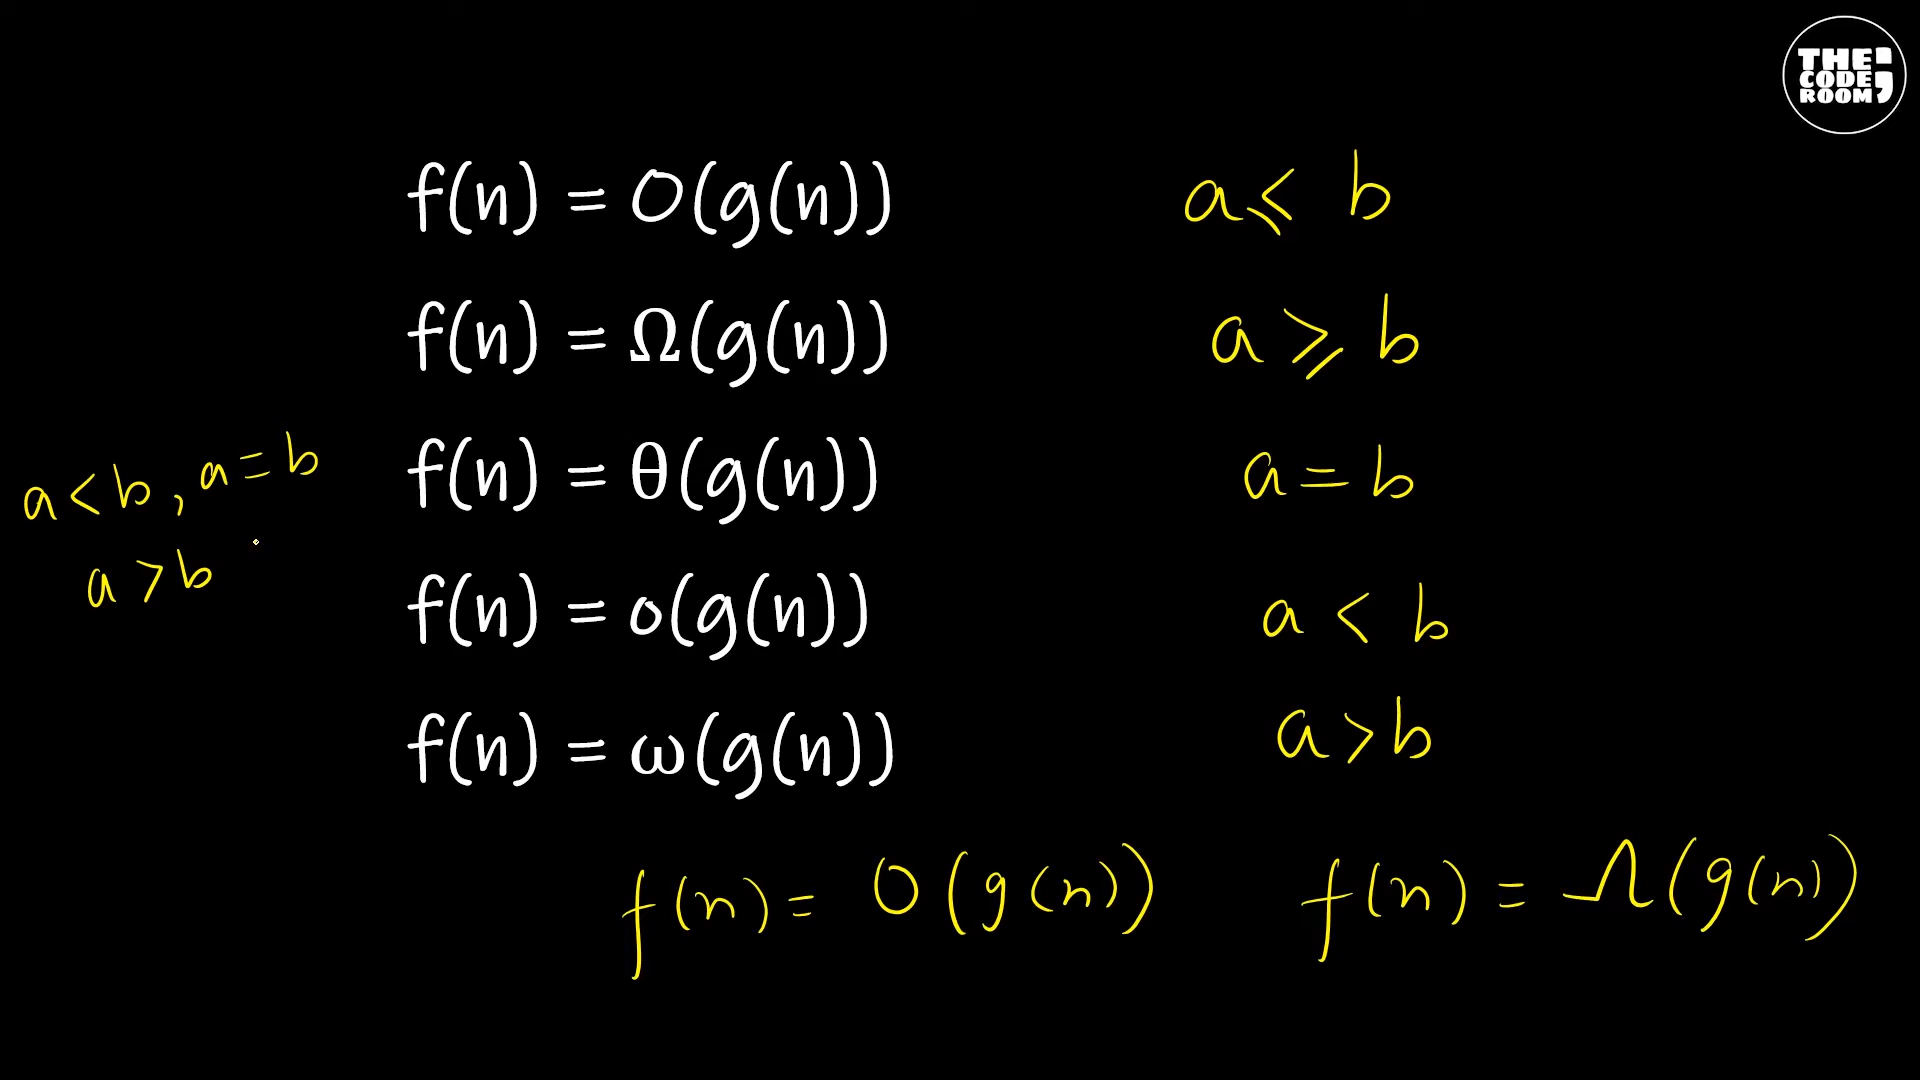 THE
CODE
ROOM;
f(n) = O(g(n)) a ⩽ b
f(n) = Ω(g(n)) a ⩾ b
a < b, a = b
f(n) = θ(g(n)) a = b
a > b
f(n) = o(g(n)) a < b
f(n) = ω(g(n)) a > b
f(n) = O(g(n)) f(n) = Ω(g(n))